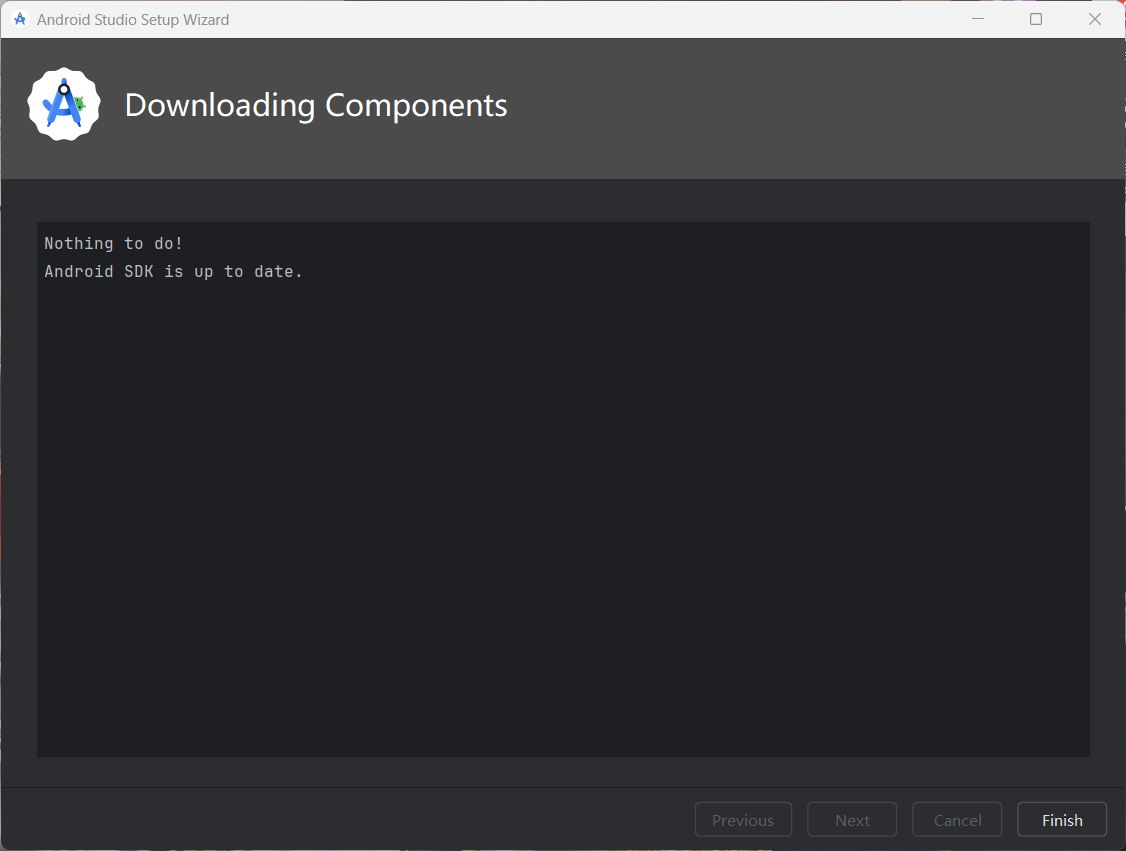 Android Studio Setup Wizard
Downloading Components
Nothing to do!
Android SDK is up to date.
Previous
Next
Cancel
Finish